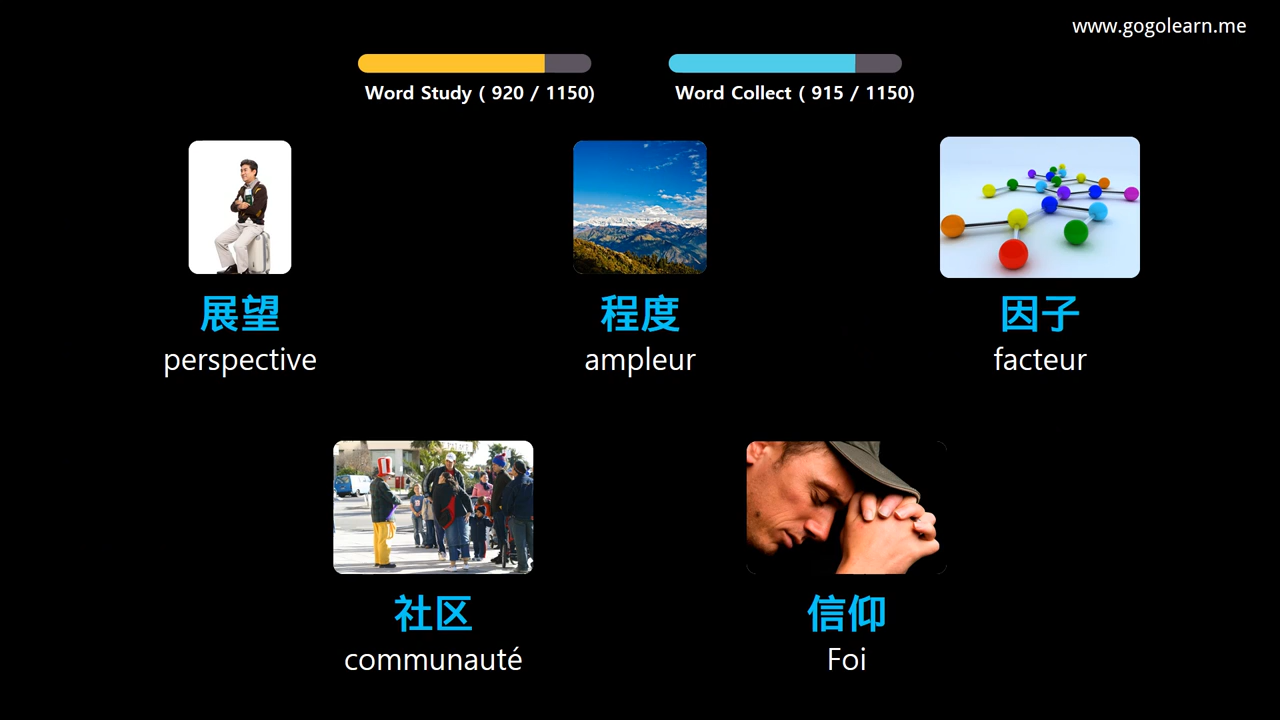 www.gogolearn.me
Word Study ( 920 / 1150)
Word Collect ( 915 / 1150)
展望
perspective
程度
ampleur
因子
facteur
社区
communauté
信仰
Foi